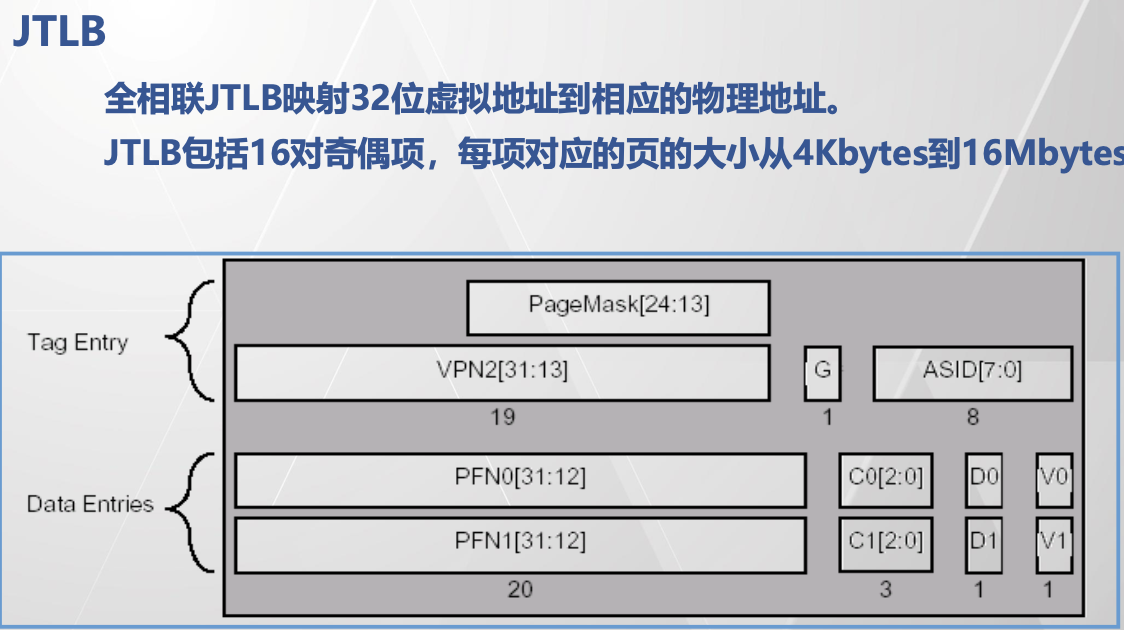 JTLB
全相联JTLB映射32位虚拟地址到相应的物理地址。
JTLB包括16对奇偶项，每项对应的页的大小从4Kbytes到16Mbytes
PageMask[24:13]
Tag Entry
VPN2[31:13] G ASID[7:0]
19 1 8
PFN0[31:12] C0[2:0] D0 V0
Data Entries
PFN1[31:12] C1[2:0] D1 V1
20 3 1 1